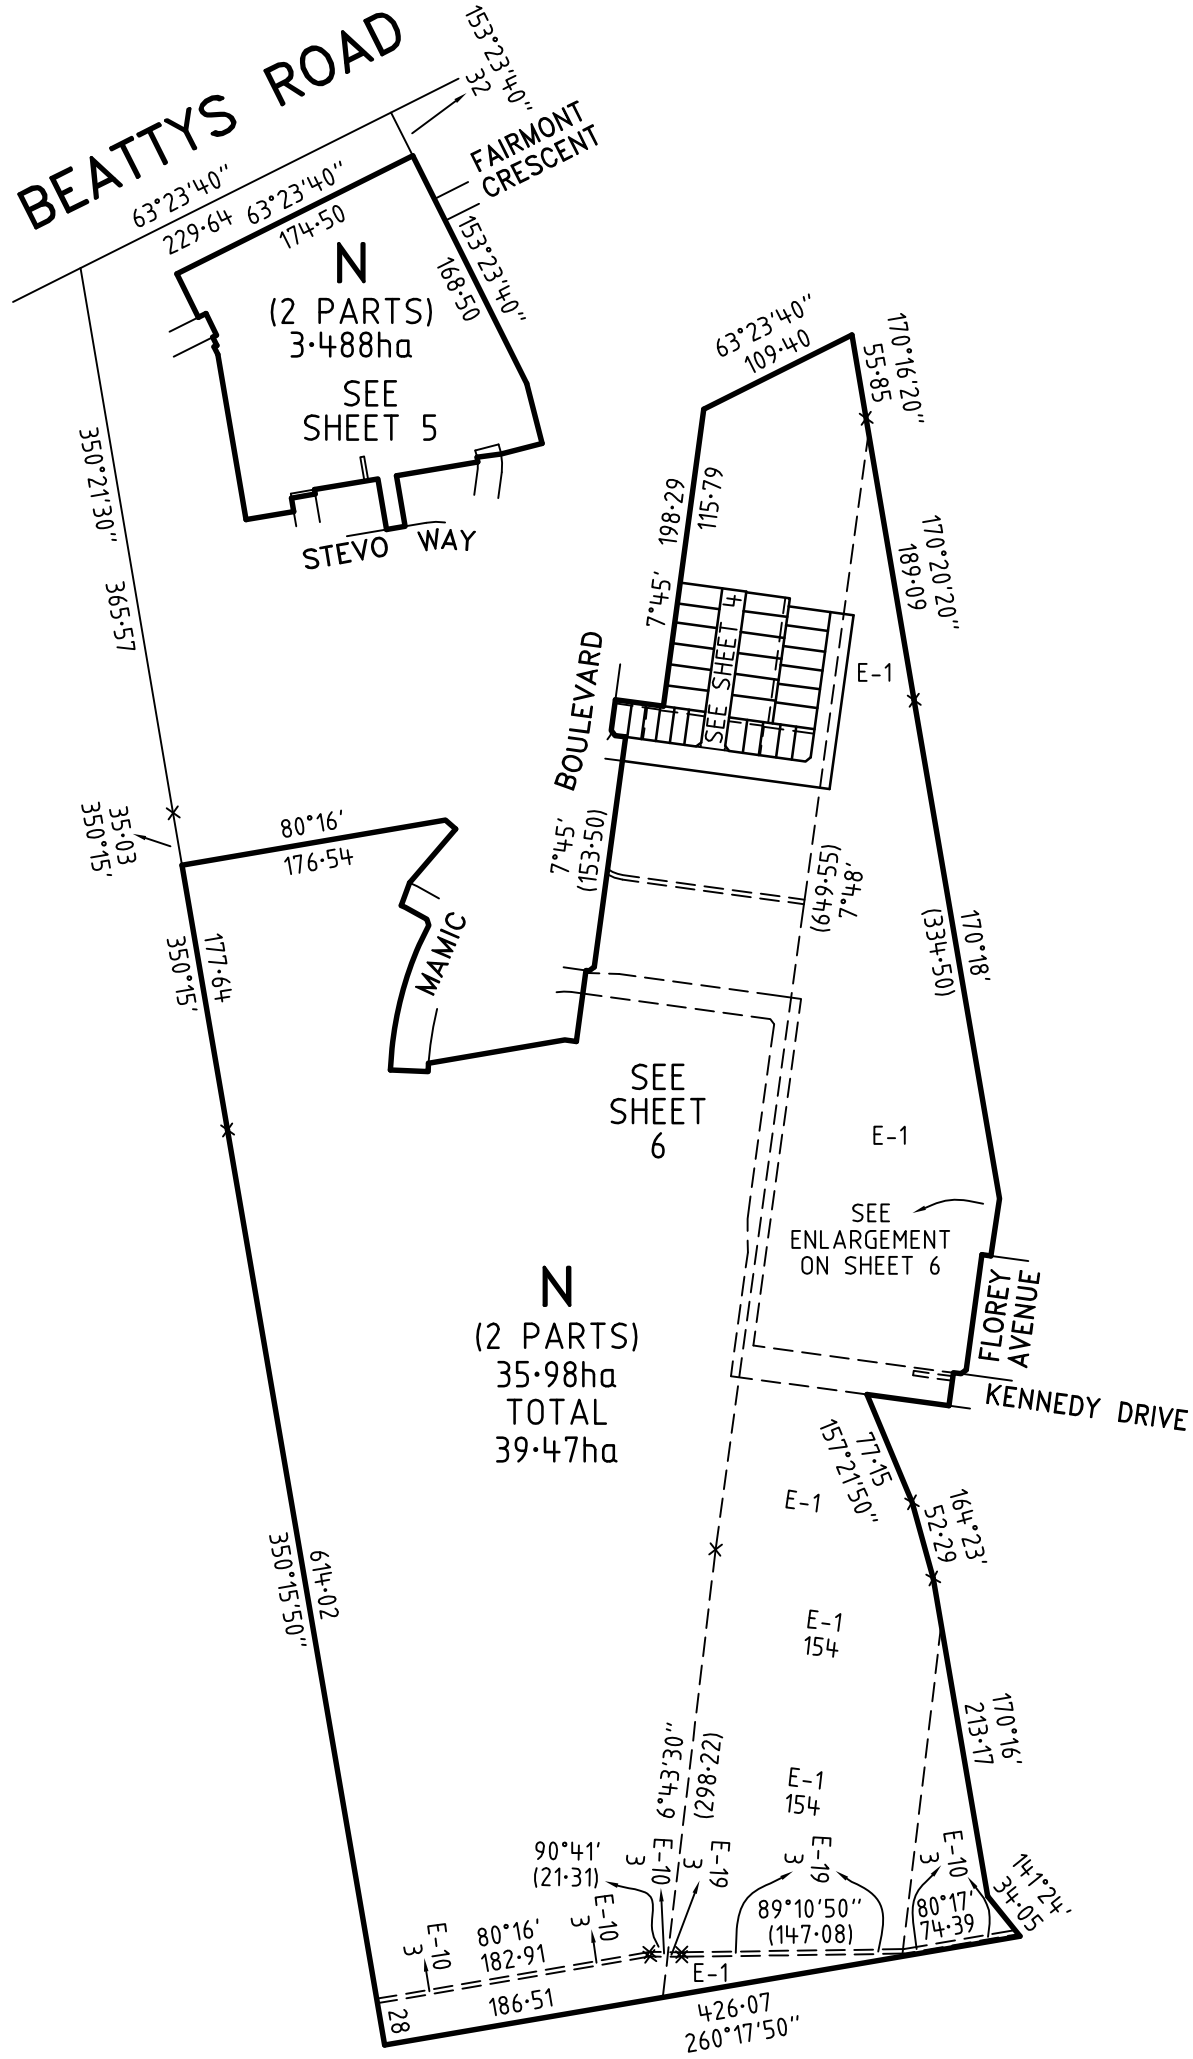 BEATTYS ROAD
153°23'40"
32
FAIRMONT
CRESCENT
63°23'40"
229·64
63°23'40"
174·50
153°23'40"
168·50
N
(2 PARTS)
3·488ha
SEE
SHEET 5
STEVO WAY
350°21'30"
365·57
63°23'40"
109·40
170°16'20"
55·85
198·29
115·79
7°45'
170°20'20"
189·09
SEE SHEET 4
E-1
BOULEVARD
35·03
350°15'
80°16'
176·54
7°45'
(153·50)
(649·55)
7°48'
MAMIC
177·64
350°15'
170°18'
(334·50)
SEE
SHEET
6
E-1
SEE
ENLARGEMENT
ON SHEET 6
FLOREY
AVENUE
KENNEDY DRIVE
N
(2 PARTS)
35·98ha
TOTAL
39·47ha
77·15
157°21'50"
E-1
164°23'
52·29
614·02
350°15'50"
E-1
154
170°16'
213·17
6°43'30"
(298·22)
E-1
154
90°41'
(21·31)
E-10
3
E-19
3
E-19
3
E-10
3
141°24'
34·05
E-10
3
80°16'
182·91
E-10
3
89°10'50"
(147·08)
80°17'
74·39
E-1
28
186·51
426·07
260°17'50"